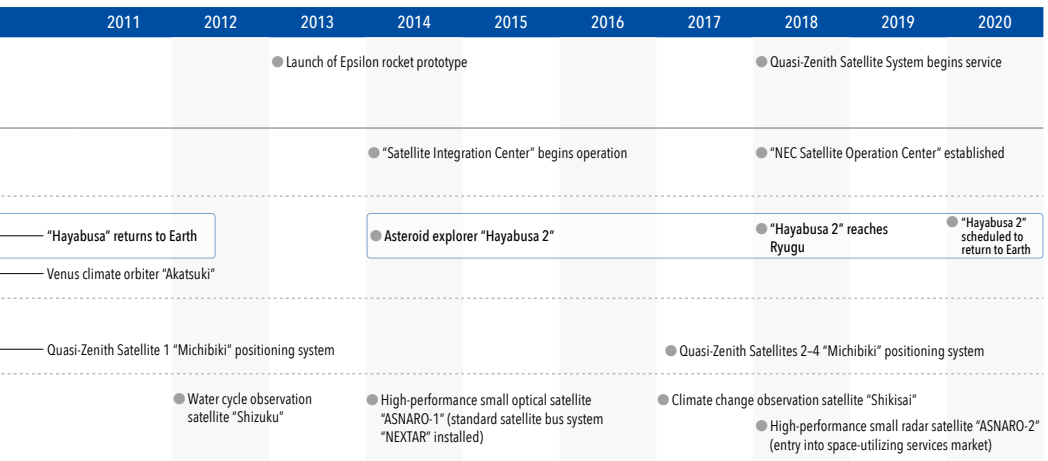 2011 2012 2013 2014 2015 2016 2017 2018 2019 2020
Launch of Epsilon rocket prototype
Quasi-Zenith Satellite System begins service
"Satellite Integration Center" begins operation
"NEC Satellite Operation Center" established
"Hayabusa" returns to Earth
Asteroid explorer "Hayabusa 2"
"Hayabusa 2" reaches
Ryugu
"Hayabusa 2"
scheduled to
return to Earth
Venus climate orbiter "Akatsuki"
Quasi-Zenith Satellite 1 "Michibiki" positioning system
Quasi-Zenith Satellites 2–4 "Michibiki" positioning system
Water cycle observation
satellite "Shizuku"
High-performance small optical satellite
"ASNARO-1" (standard satellite bus system
"NEXTAR" installed)
Climate change observation satellite "Shikisai"
High-performance small radar satellite "ASNARO-2"
(entry into space-utilizing services market)